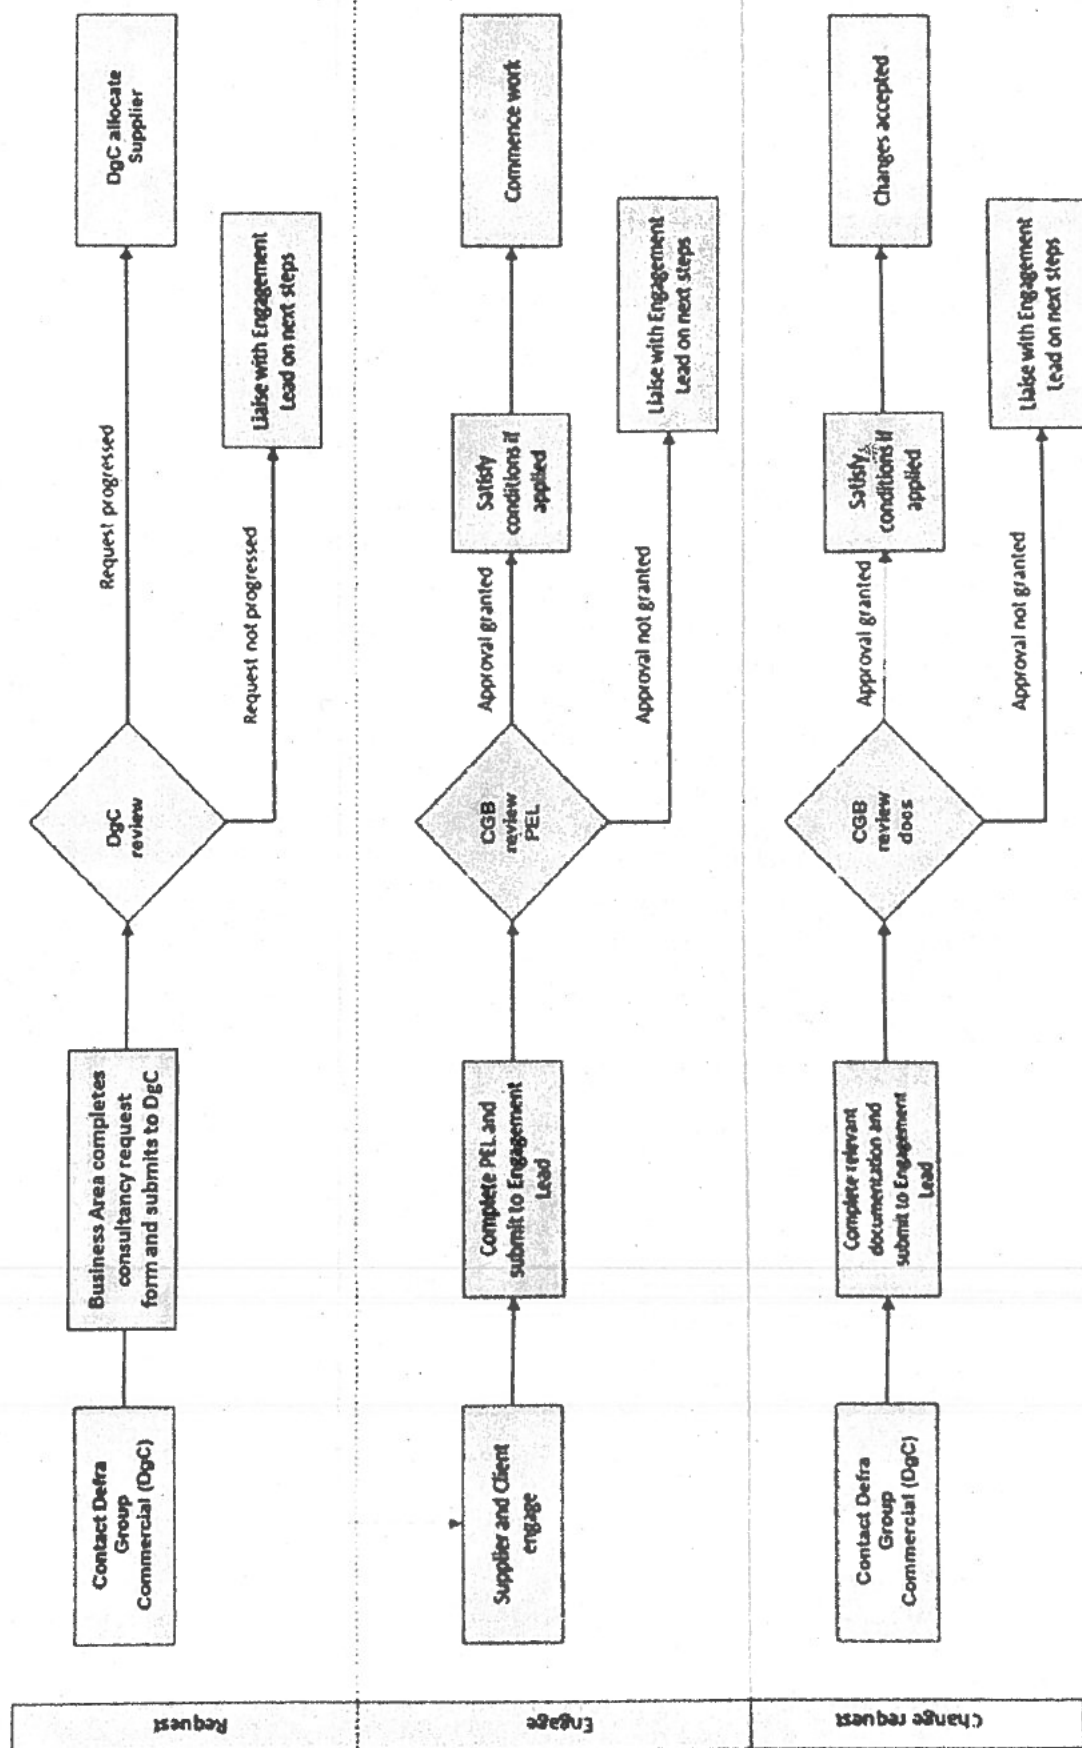 Request
Contact Defra
Group
Commercial (DgC)
Business Area completes
consultancy request
form and submits to DgC
DgC
review
Request progressed
DgC allocate
Supplier
Request not progressed
Liaise with Engagement
Lead on next steps
Engage
Supplier and Client
engage
Complete PEL and
submit to Engagement
Lead
CGB
review
PEL
Approval granted
Satisfy
conditions if
applied
Commence work
Approval not granted
Liaise with Engagement
Lead on next steps
Change request
Contact Defra
Group
Commercial (DgC)
Complete relevant
documentation and
submit to Engagement
Lead
CGB
review
docs
Approval granted
Satisfy
conditions if
applied
Changes accepted
Approval not granted
Liaise with Engagement
Lead on next steps